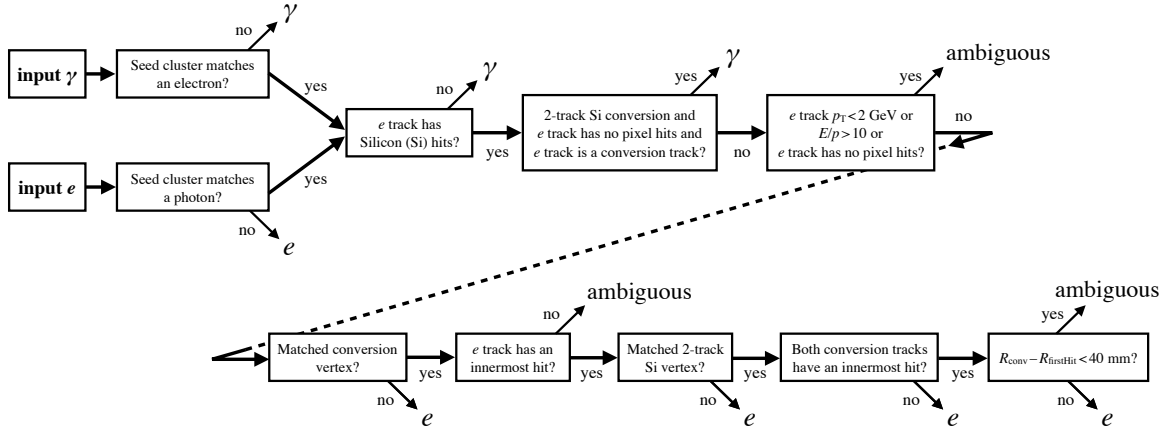 input γ
Seed cluster matches
an electron?
no
γ
yes
input e
Seed cluster matches
a photon?
yes
no
e
e track has
Silicon (Si) hits?
no
γ
yes
2-track Si conversion and
e track has no pixel hits and
e track is a conversion track?
yes
γ
no
e track pT < 2 GeV or
E/p > 10 or
e track has no pixel hits?
yes
ambiguous
no
Matched conversion
vertex?
no
e
yes
e track has an
innermost hit?
no
ambiguous
yes
Matched 2-track
Si vertex?
no
e
yes
Both conversion tracks
have an innermost hit?
no
e
yes
Rconv − RfirstHit < 40 mm?
yes
ambiguous
no
e